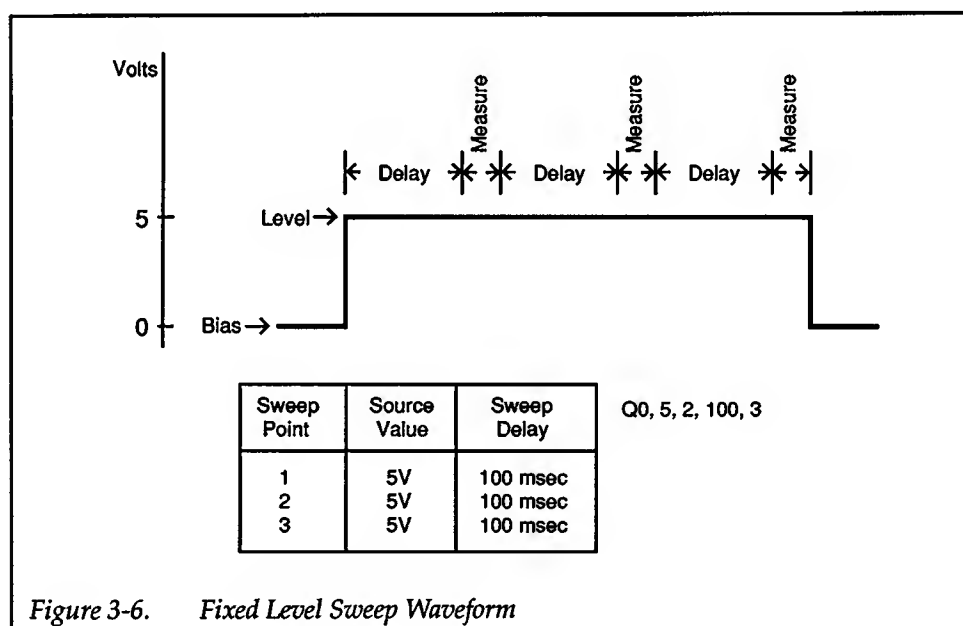 Volts
Measure
Measure
Measure
Delay
Delay
Delay
5
Level
0
Bias
Sweep Point
Source Value
Sweep Delay
Q0, 5, 2, 100, 3
1 5V 100 msec
2 5V 100 msec
3 5V 100 msec
Figure 3-6. Fixed Level Sweep Waveform